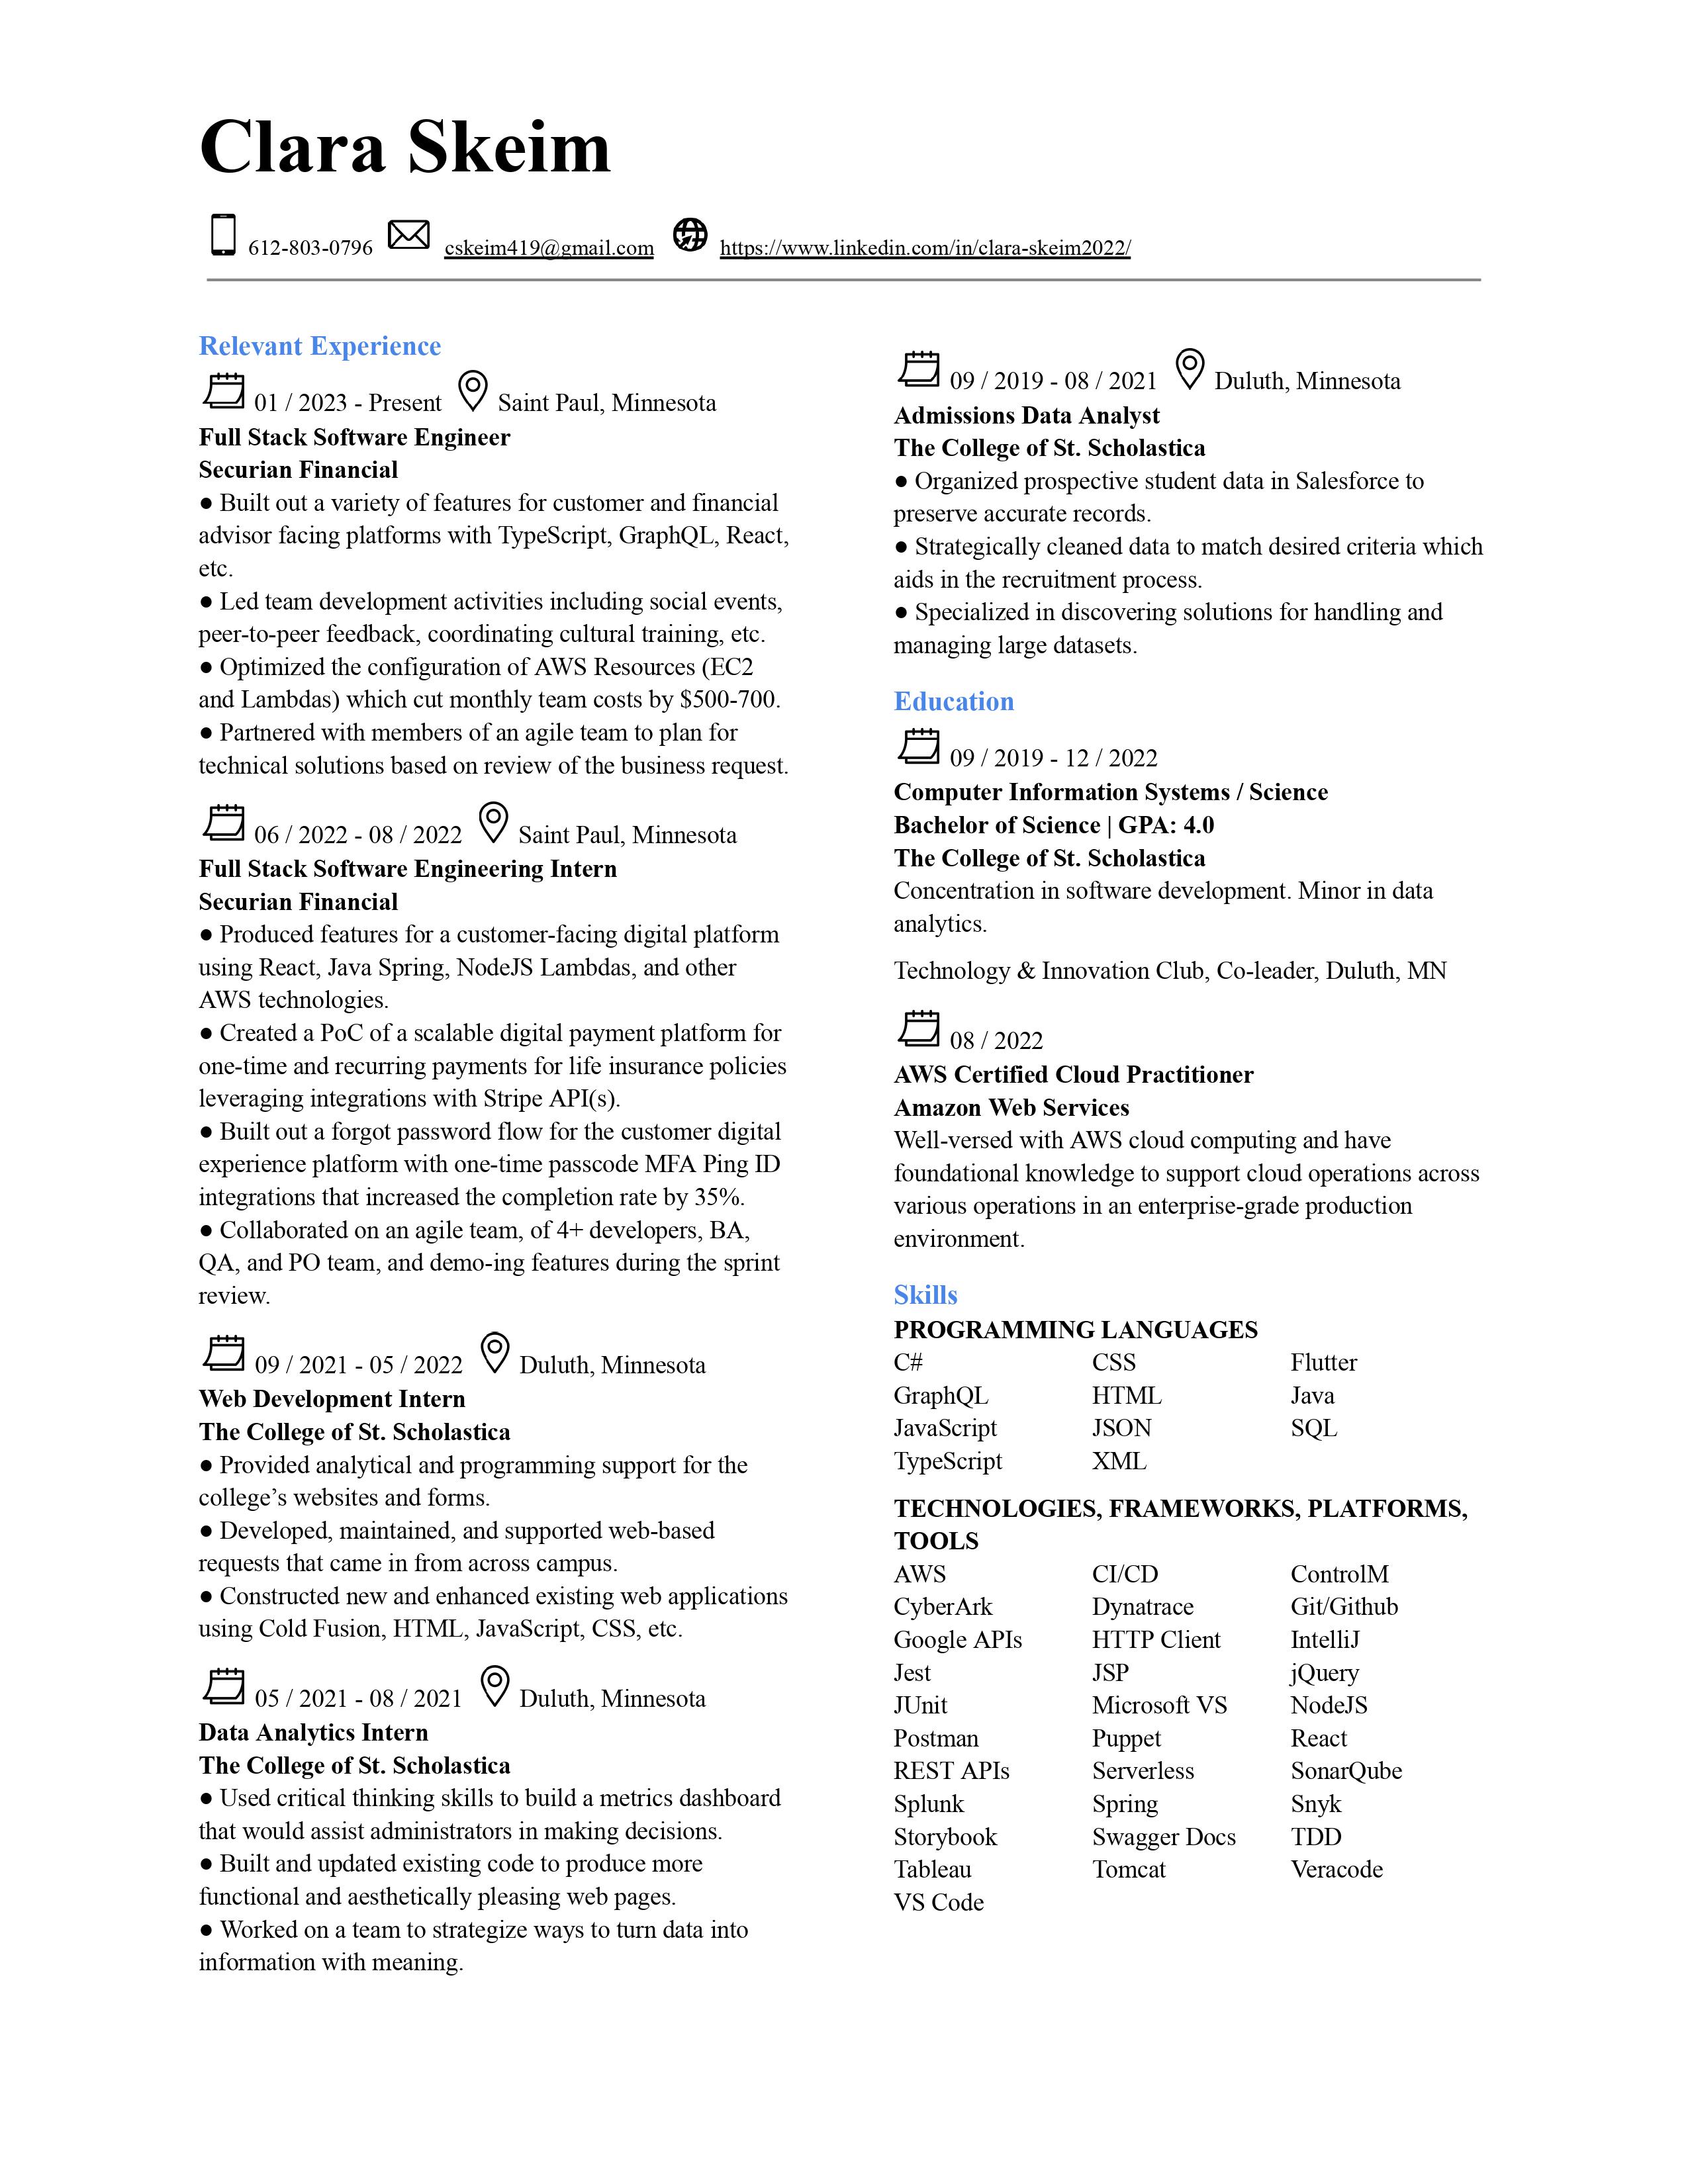 Clara Skeim
612-803-0796 cskeim419@gmail.com https://www.linkedin.com/in/clara-skeim2022/
Relevant Experience
01 / 2023 - Present Saint Paul, Minnesota
Full Stack Software Engineer
Securian Financial
● Built out a variety of features for customer and financial
advisor facing platforms with TypeScript, GraphQL, React,
etc.
● Led team development activities including social events,
peer-to-peer feedback, coordinating cultural training, etc.
● Optimized the configuration of AWS Resources (EC2
and Lambdas) which cut monthly team costs by $500-700.
● Partnered with members of an agile team to plan for
technical solutions based on review of the business request.
06 / 2022 - 08 / 2022 Saint Paul, Minnesota
Full Stack Software Engineering Intern
Securian Financial
● Produced features for a customer-facing digital platform
using React, Java Spring, NodeJS Lambdas, and other
AWS technologies.
● Created a PoC of a scalable digital payment platform for
one-time and recurring payments for life insurance policies
leveraging integrations with Stripe API(s).
● Built out a forgot password flow for the customer digital
experience platform with one-time passcode MFA Ping ID
integrations that increased the completion rate by 35%.
● Collaborated on an agile team, of 4+ developers, BA,
QA, and PO team, and demo-ing features during the sprint
review.
09 / 2021 - 05 / 2022 Duluth, Minnesota
Web Development Intern
The College of St. Scholastica
● Provided analytical and programming support for the
college’s websites and forms.
● Developed, maintained, and supported web-based
requests that came in from across campus.
● Constructed new and enhanced existing web applications
using Cold Fusion, HTML, JavaScript, CSS, etc.
05 / 2021 - 08 / 2021 Duluth, Minnesota
Data Analytics Intern
The College of St. Scholastica
● Used critical thinking skills to build a metrics dashboard
that would assist administrators in making decisions.
● Built and updated existing code to produce more
functional and aesthetically pleasing web pages.
● Worked on a team to strategize ways to turn data into
information with meaning.
09 / 2019 - 08 / 2021 Duluth, Minnesota
Admissions Data Analyst
The College of St. Scholastica
● Organized prospective student data in Salesforce to
preserve accurate records.
● Strategically cleaned data to match desired criteria which
aids in the recruitment process.
● Specialized in discovering solutions for handling and
managing large datasets.
Education
09 / 2019 - 12 / 2022
Computer Information Systems / Science
Bachelor of Science | GPA: 4.0
The College of St. Scholastica
Concentration in software development. Minor in data
analytics.
Technology & Innovation Club, Co-leader, Duluth, MN
08 / 2022
AWS Certified Cloud Practitioner
Amazon Web Services
Well-versed with AWS cloud computing and have
foundational knowledge to support cloud operations across
various operations in an enterprise-grade production
environment.
Skills
PROGRAMMING LANGUAGES
C# CSS Flutter
GraphQL HTML Java
JavaScript JSON SQL
TypeScript XML
TECHNOLOGIES, FRAMEWORKS, PLATFORMS,
TOOLS
AWS CI/CD ControlM
CyberArk Dynatrace Git/Github
Google APIs HTTP Client IntelliJ
Jest JSP jQuery
JUnit Microsoft VS NodeJS
Postman Puppet React
REST APIs Serverless SonarQube
Splunk Spring Snyk
Storybook Swagger Docs TDD
Tableau Tomcat Veracode
VS Code